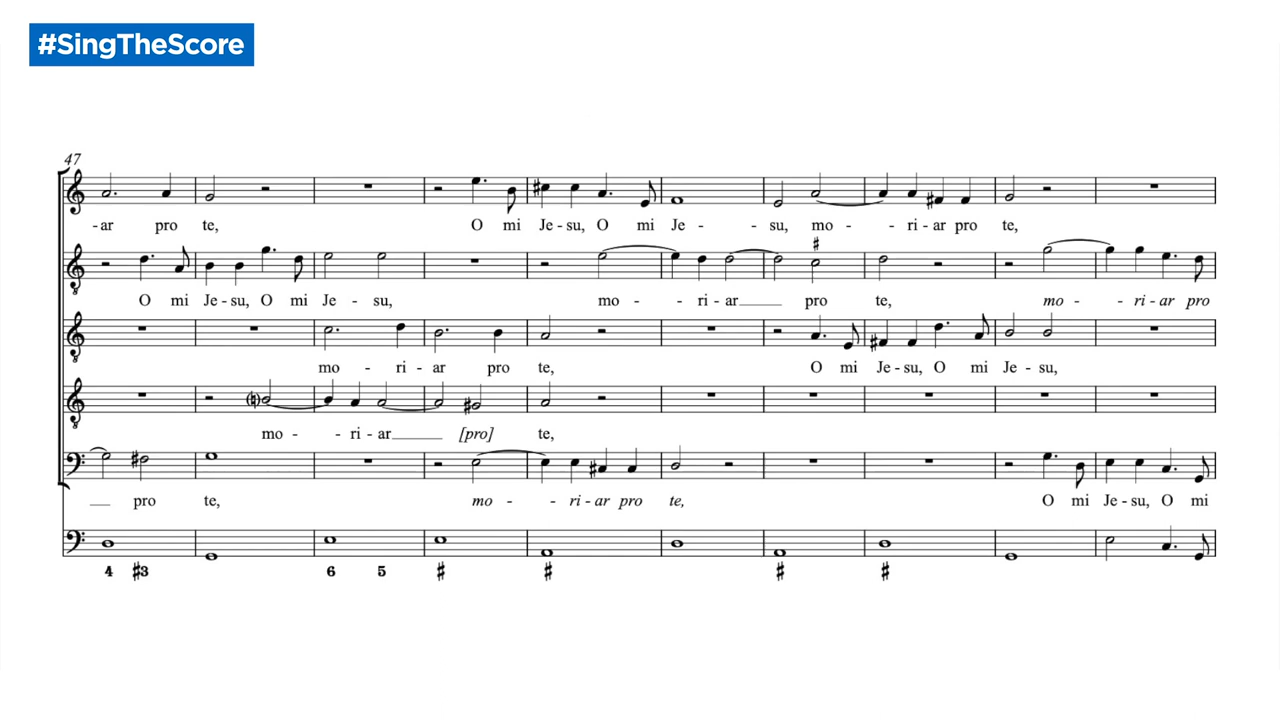 #SingTheScore
47
-ar pro te, O mi Je - su, O mi Je - - su, mo - - ri - ar pro te,
O mi Je - su, O mi Je - su, mo - - ri - ar pro te, mo - - ri - ar pro
mo - ri - ar pro te, O mi Je - su, O mi Je - su,
mo - - ri - ar [pro] te,
pro te, mo - - ri - ar pro te, O mi Je - su, O mi
4 ♯3 6 5 ♯ ♯ ♯ ♯